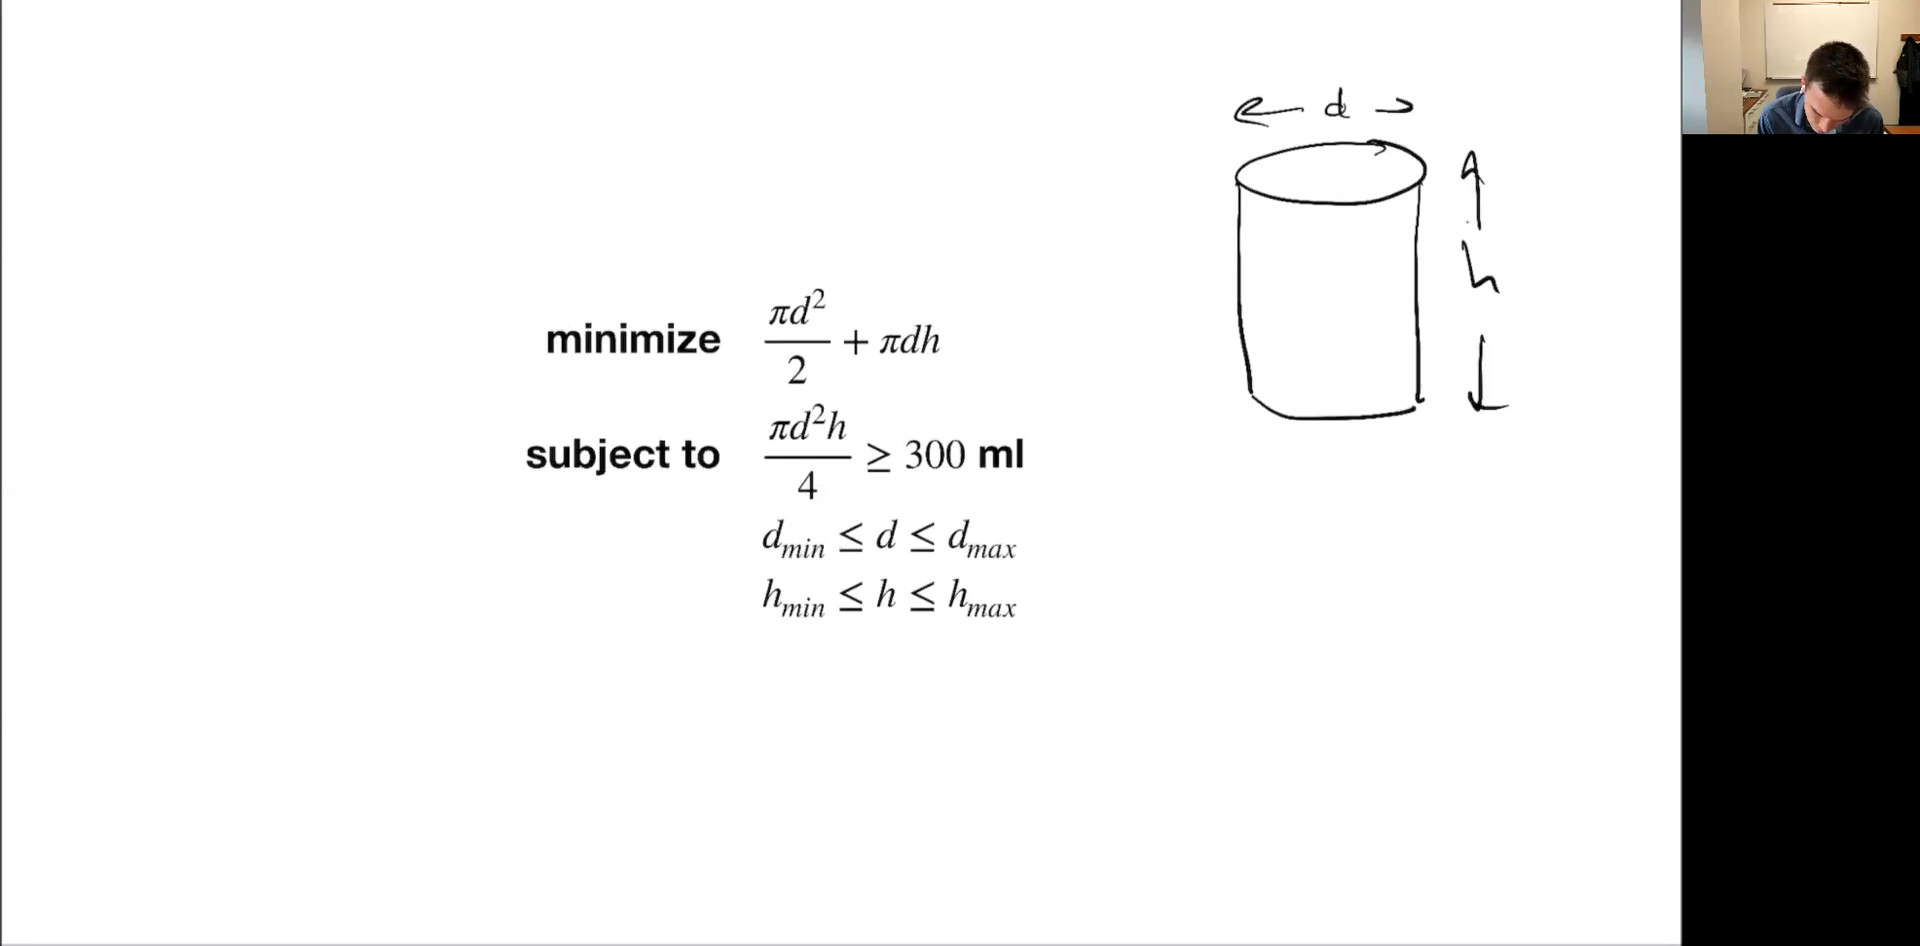 d
h
minimize πd²/2 + πdh
subject to πd²h/4 ≥ 300 ml
d_min ≤ d ≤ d_max
h_min ≤ h ≤ h_max